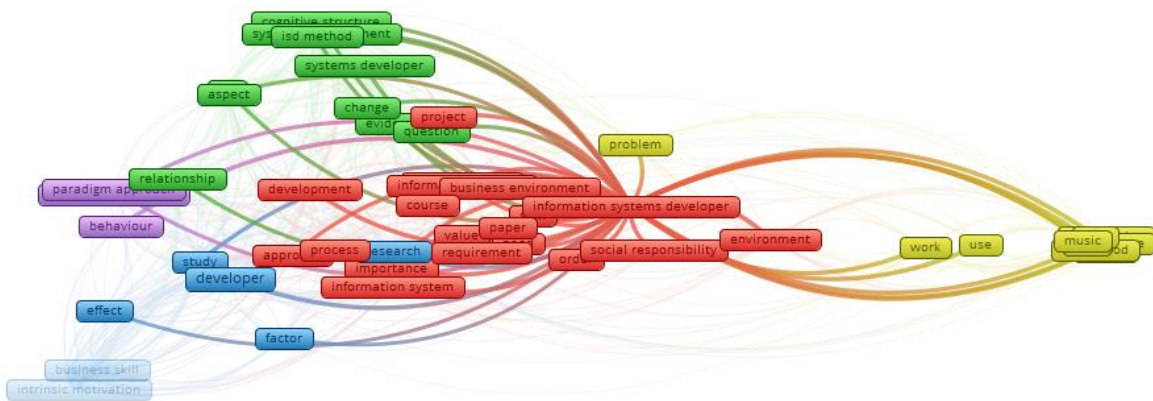 cognitive structure
isd method
systems developer
aspect
change
project
question
problem
relationship
paradigm approach
development
business environment
course
information systems developer
behaviour
value
paper
music
process
research
requirement
social responsibility
environment
work
use
study
importance
developer
information system
effect
factor
business skill
intrinsic motivation